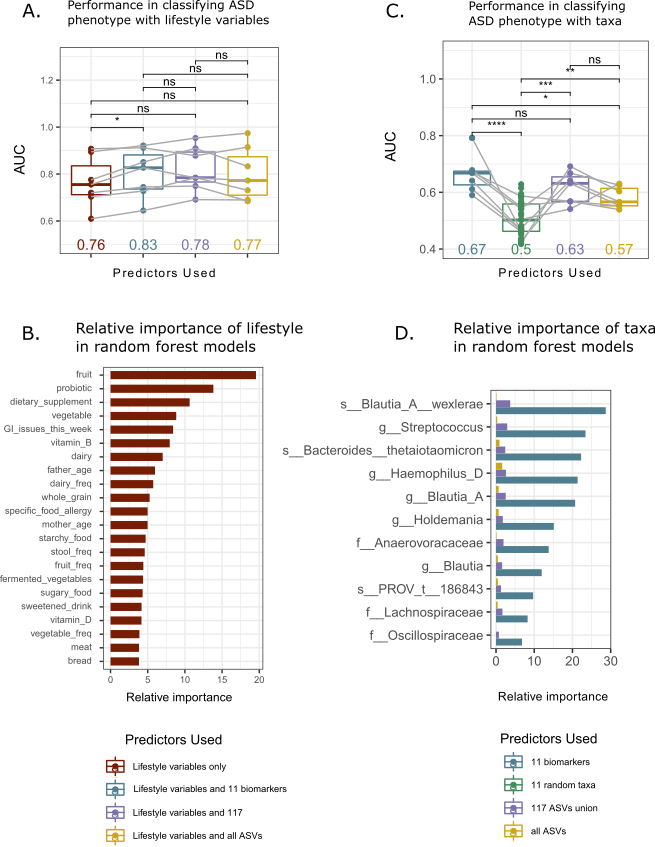 A.
Performance in classifying ASD
phenotype with lifestyle variables
AUC
1.2
1.0
0.8
0.6
ns
ns
ns
ns
ns
*
0.76 0.83 0.78 0.77
Predictors Used
C.
Performance in classifying
ASD phenotype with taxa
AUC
1.0
0.8
0.6
0.4
ns
**
***
*
ns
****
0.67 0.5 0.63 0.57
Predictors Used
B.
Relative importance of lifestyle
in random forest models
fruit
probiotic
dietary_supplement
vegetable
GI_issues_this_week
vitamin_B
dairy
father_age
dairy_freq
whole_grain
specific_food_allergy
mother_age
starchy_food
stool_freq
fruit_freq
fermented_vegetables
sugary_food
sweetened_drink
vitamin_D
vegetable_freq
meat
bread
0 5 10 15 20
Relative importance
Predictors Used
Lifestyle variables only
Lifestyle variables and 11 biomarkers
Lifestyle variables and 117
Lifestyle variables and all ASVs
D.
Relative importance of taxa
in random forest models
s__Blautia_A__wexlerae
g__Streptococcus
s__Bacteroides__thetaiotaomicron
g__Haemophilus_D
g__Blautia_A
g__Holdemania
f__Anaerovoracaceae
g__Blautia
s__PROV_t__186843
f__Lachnospiraceae
f__Oscillospiraceae
0 10 20 30
Relative importance
Predictors Used
11 biomarkers
11 random taxa
117 ASVs union
all ASVs